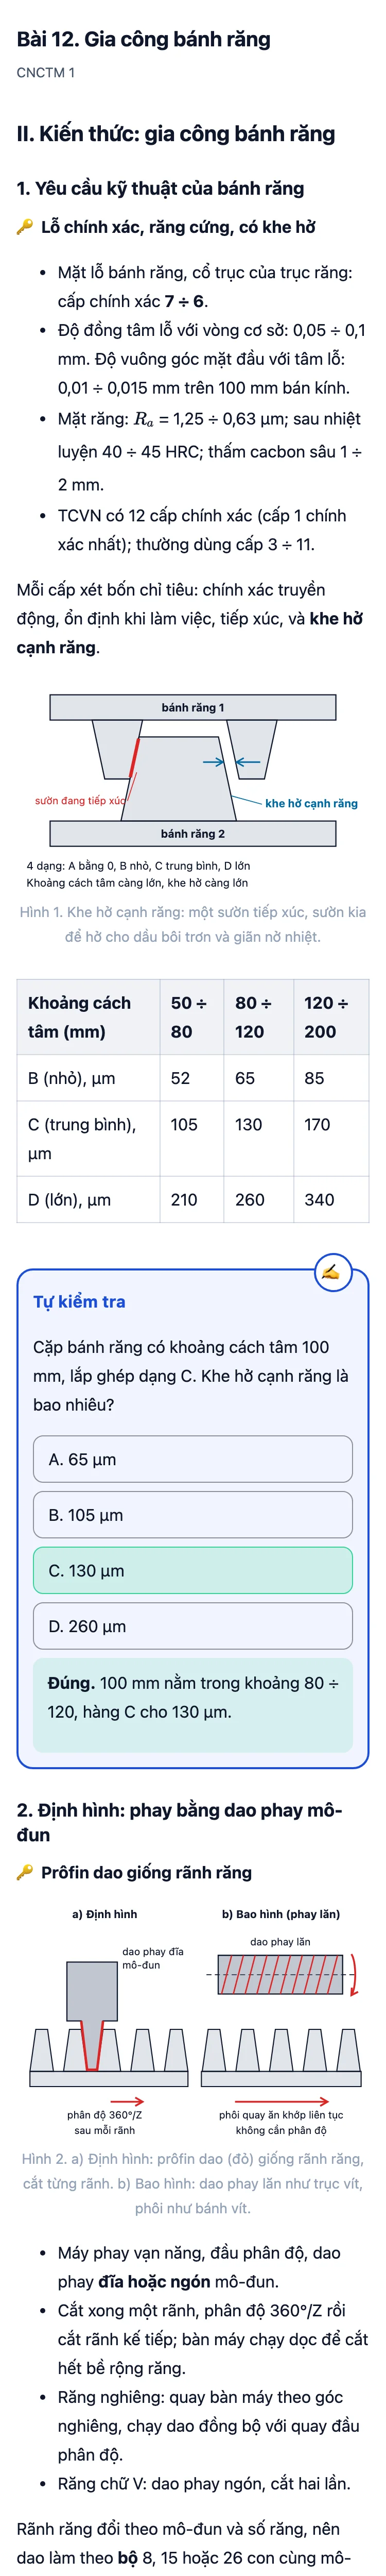 Bài 12. Gia công bánh răng
CNCTM 1
II. Kiến thức: gia công bánh răng
1. Yêu cầu kỹ thuật của bánh răng
🔑 Lỗ chính xác, răng cứng, có khe hở
• Mặt lỗ bánh răng, cổ trục của trục răng:
cấp chính xác 7 ÷ 6.
• Độ đồng tâm lỗ với vòng cơ sở: 0,05 ÷ 0,1
mm. Độ vuông góc mặt đầu với tâm lỗ:
0,01 ÷ 0,015 mm trên 100 mm bán kính.
• Mặt răng: Rₐ = 1,25 ÷ 0,63 μm; sau nhiệt
luyện 40 ÷ 45 HRC; thấm cacbon sâu 1 ÷
2 mm.
• TCVN có 12 cấp chính xác (cấp 1 chính
xác nhất); thường dùng cấp 3 ÷ 11.
Mỗi cấp xét bốn chỉ tiêu: chính xác truyền
động, ổn định khi làm việc, tiếp xúc, và khe hở
cạnh răng.
bánh răng 1
sườn đang tiếp xúc
khe hở cạnh răng
bánh răng 2
4 dạng: A bằng 0, B nhỏ, C trung bình, D lớn
Khoảng cách tâm càng lớn, khe hở càng lớn
Hình 1. Khe hở cạnh răng: một sườn tiếp xúc, sườn kia
để hở cho dầu bôi trơn và giãn nở nhiệt.
Khoảng cách tâm (mm) 50 ÷ 80 80 ÷ 120 120 ÷ 200
B (nhỏ), μm 52 65 85
C (trung bình), μm 105 130 170
D (lớn), μm 210 260 340
✍️
Tự kiểm tra
Cặp bánh răng có khoảng cách tâm 100
mm, lắp ghép dạng C. Khe hở cạnh răng là
bao nhiêu?
A. 65 μm
B. 105 μm
C. 130 μm
D. 260 μm
Đúng. 100 mm nằm trong khoảng 80 ÷
120, hàng C cho 130 μm.
2. Định hình: phay bằng dao phay mô-
đun
🔑 Prôfin dao giống rãnh răng
a) Định hình
b) Bao hình (phay lăn)
dao phay đĩa
mô-đun
dao phay lăn
phân độ 360°/Z
sau mỗi rãnh
phôi quay ăn khớp liên tục
không cần phân độ
Hình 2. a) Định hình: prôfin dao (đỏ) giống rãnh răng,
cắt từng rãnh. b) Bao hình: dao phay lăn như trục vít,
phôi như bánh vít.
• Máy phay vạn năng, đầu phân độ, dao
phay đĩa hoặc ngón mô-đun.
• Cắt xong một rãnh, phân độ 360°/Z rồi
cắt rãnh kế tiếp; bàn máy chạy dọc để cắt
hết bề rộng răng.
• Răng nghiêng: quay bàn máy theo góc
nghiêng, chạy dao đồng bộ với quay đầu
phân độ.
• Răng chữ V: dao phay ngón, cắt hai lần.
Rãnh răng đổi theo mô-đun và số răng, nên
dao làm theo bộ 8, 15 hoặc 26 con cùng mô-